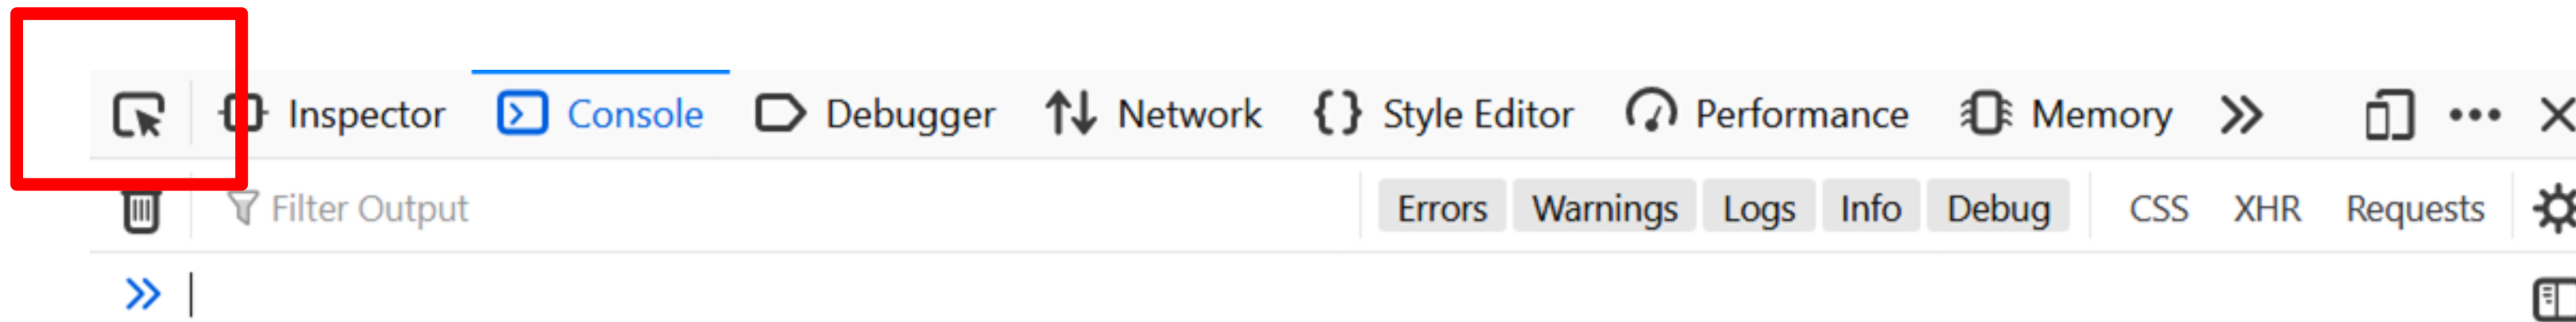 Inspector Console Debugger Network Style Editor Performance Memory
Filter Output Errors Warnings Logs Info Debug CSS XHR Requests